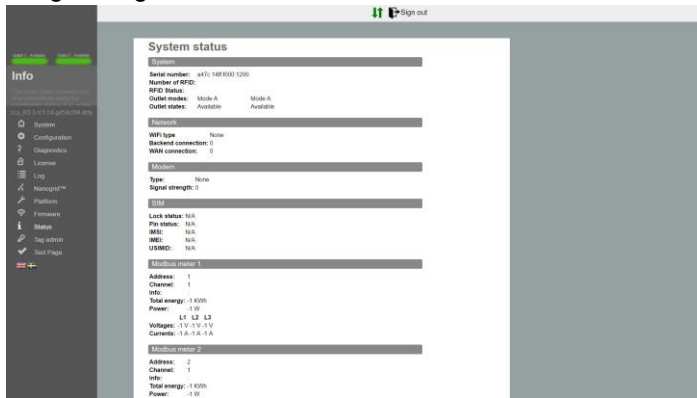 Sign out
Info
System
Configuration
Diagnostics
License
Log
Nanogrid™
Platform
Firmware
Status
Tag admin
Test Page
System status
System
Serial number:
Number of RFID:
RFID Status:
Outlet modes: Mode A Mode A
Outlet states: Available Available
Network
WiFi type None
Backend connection: 0
WAN connection: 0
Modem
Type: None
Signal strength: 0
SIM
Lock status: N/A
Pin status: N/A
IMSI: N/A
IMEI: N/A
USIMID: N/A
Modbus meter 1
Address: 1
Channel: 1
Info:
Total energy: -1 KWh
Power: -1 W
L1 L2 L3
Voltages: -1 V -1 V -1 V
Currents: -1 A -1 A -1 A
Modbus meter 2
Address: 2
Channel: 1
Info:
Total energy: -1 KWh
Power: -1 W